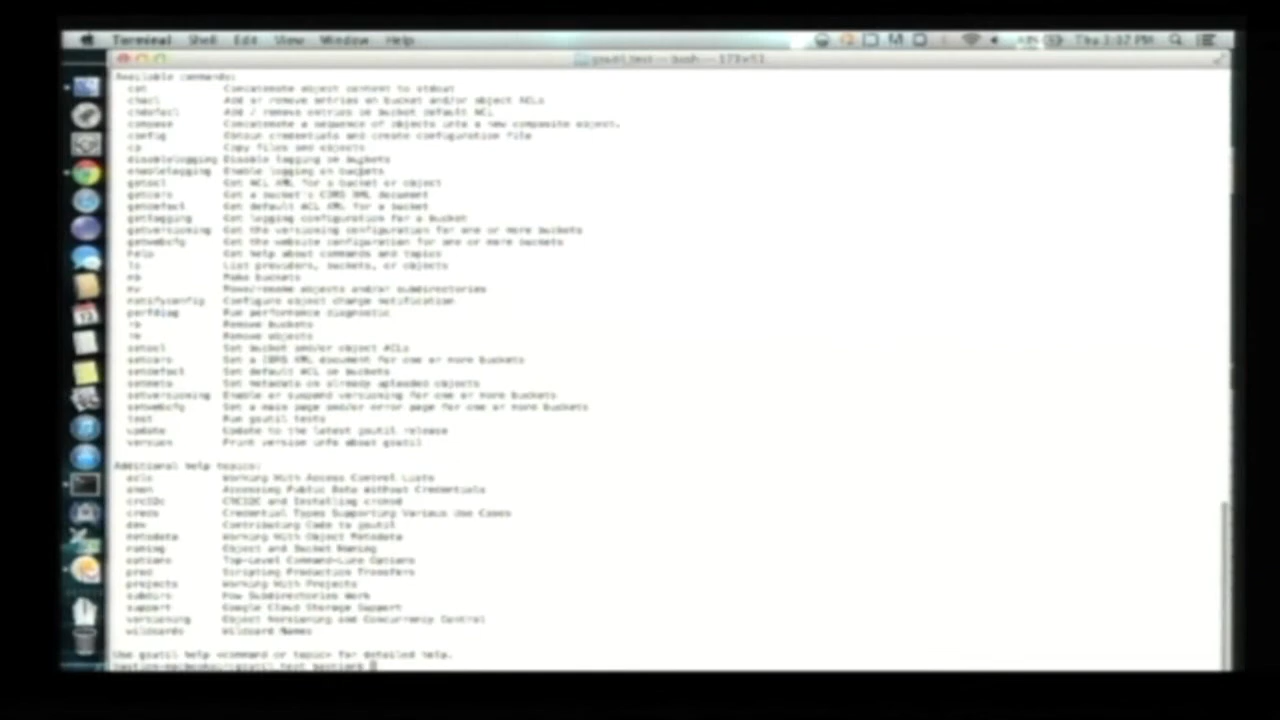 Terminal Shell Edit View Window Help Thu 3:02 PM
gsutil_test — bash —
Available commands:
cat Concatenate object content to stdout
chacl Add or remove entries on bucket and/or object ACLs
chdefacl Add / remove entries on bucket default ACL
compose Concatenate a sequence of objects into a new composite object.
config Obtain credentials and create configuration file
cp Copy files and objects
disablelogging Disable logging on buckets
enablelogging Enable logging on buckets
getacl Get ACL XML for a bucket or object
getcors Get a bucket's CORS XML document
getdefacl Get default ACL XML for a bucket
getlogging Get logging configuration for a bucket
getversioning Get the versioning configuration for one or more buckets
getwebcfg Get the website configuration for one or more buckets
help Get help about commands and topics
ls List providers, buckets, or objects
mb Make buckets
mv Move/rename objects and/or subdirectories
notifyconfig Configure object change notification
perfdiag Run performance diagnostic
rb Remove buckets
rm Remove objects
setacl Set bucket and/or object ACLs
setcors Set a CORS XML document for one or more buckets
setdefacl Set default ACL on buckets
setmeta Set metadata on already uploaded objects
setversioning Enable or suspend versioning for one or more buckets
setwebcfg Set a main page and/or error page for one or more buckets
test Run gsutil tests
update Update to the latest gsutil release
version Print version info about gsutil
Additional help topics:
acls Working With Access Control Lists
anon Accessing Public Data Without Credentials
crc32c CRC32C and Installing crcmod
creds Credential Types Supporting Various Use Cases
dev Contributing Code to gsutil
metadata Working With Object Metadata
naming Object and Bucket Naming
options Top-Level Command-Line Options
prod Scripting Production Transfers
projects Working With Projects
subdirs How Subdirectories Work
support Google Cloud Storage Support
versioning Object Versioning and Concurrency Control
wildcards Wildcard Names
Use gsutil help <command or topic> for detailed help.